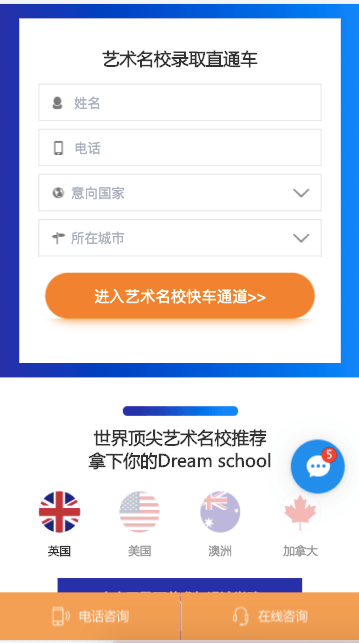 艺术名校录取直通车
姓名
电话
意向国家
所在城市
进入艺术名校快车通道>>
世界顶尖艺术名校推荐
拿下你的Dream school
5
英国
美国
澳洲
加拿大
电话咨询
在线咨询